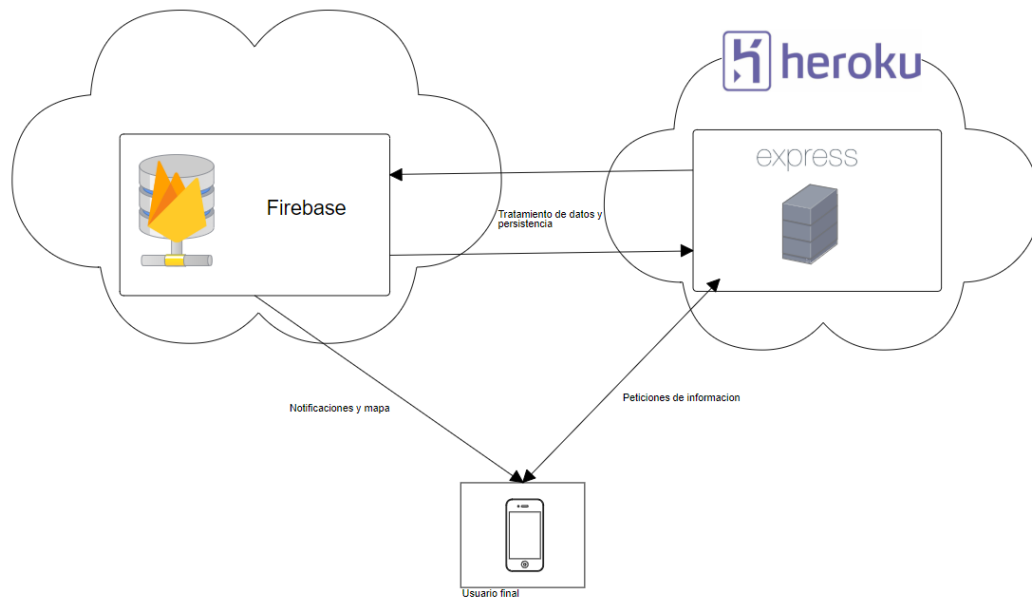 heroku
express
Firebase
Tratamiento de datos y
persistencia
Notificaciones y mapa
Peticiones de informacion
Usuario final